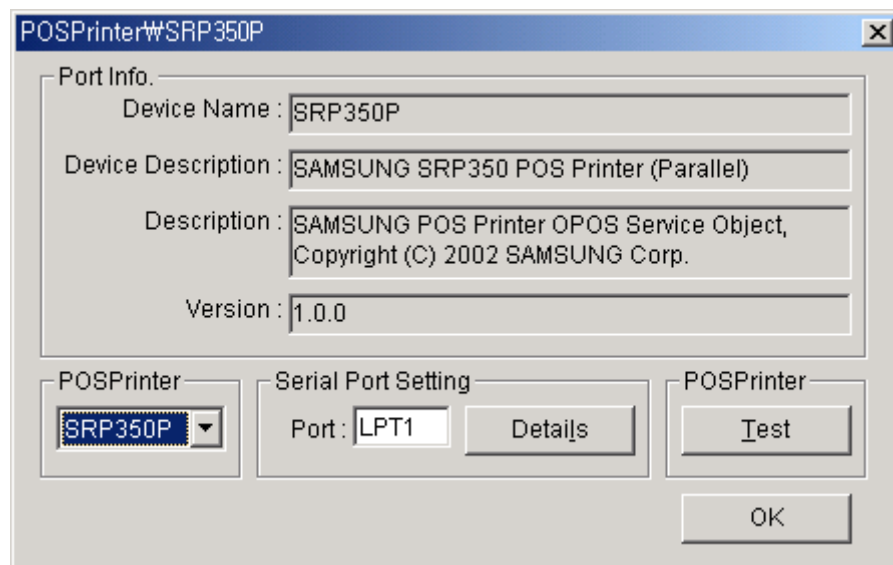 POSPrinter₩SRP350P
Port Info.
Device Name : SRP350P
Device Description : SAMSUNG SRP350 POS Printer (Parallel)
Description : SAMSUNG POS Printer OPOS Service Object,
Copyright (C) 2002 SAMSUNG Corp.
Version : 1.0.0
POSPrinter
SRP350P
Serial Port Setting
Port : LPT1
Details
POSPrinter
Test
OK